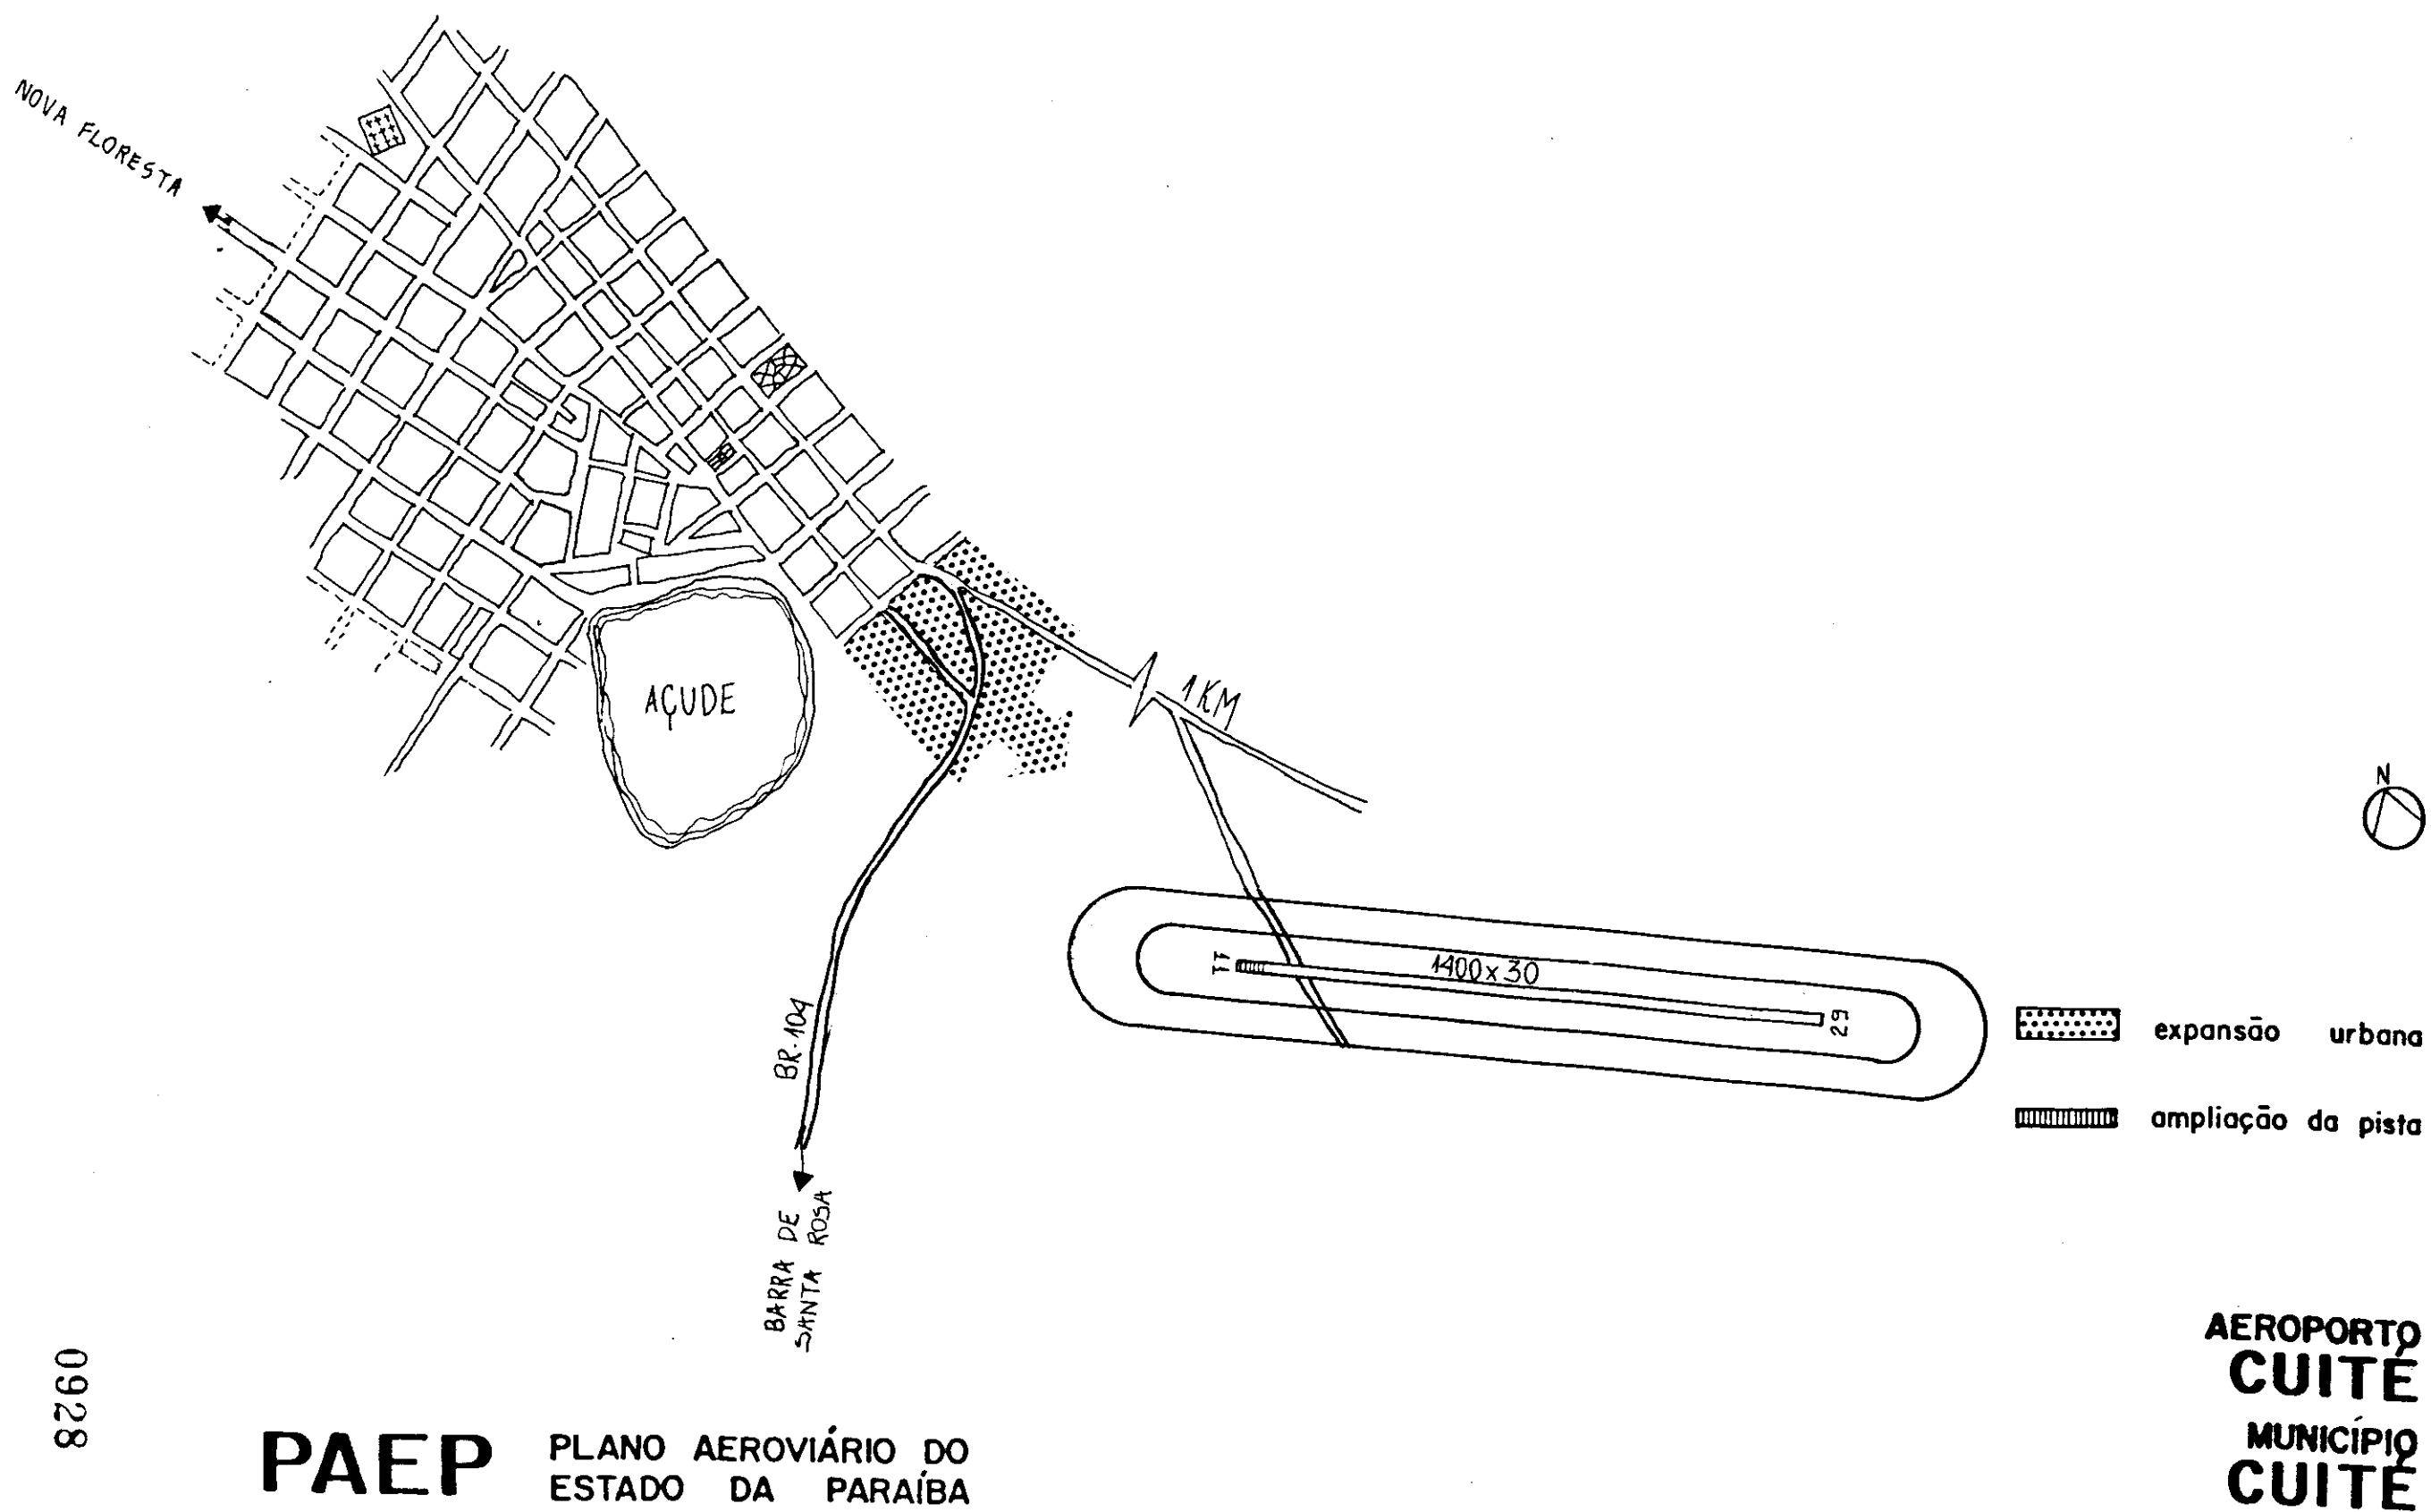 NOVA FLORESTA
AÇUDE
1 KM
N
11
1400 x 30
29
BR-104
BARRA DE
SANTA ROSA
expansão urbana
ampliação da pista
AEROPORTO
CUITÉ
MUNICÍPIO
CUITÉ
0928
PAEP
PLANO AEROVIÁRIO DO
ESTADO DA PARAÍBA